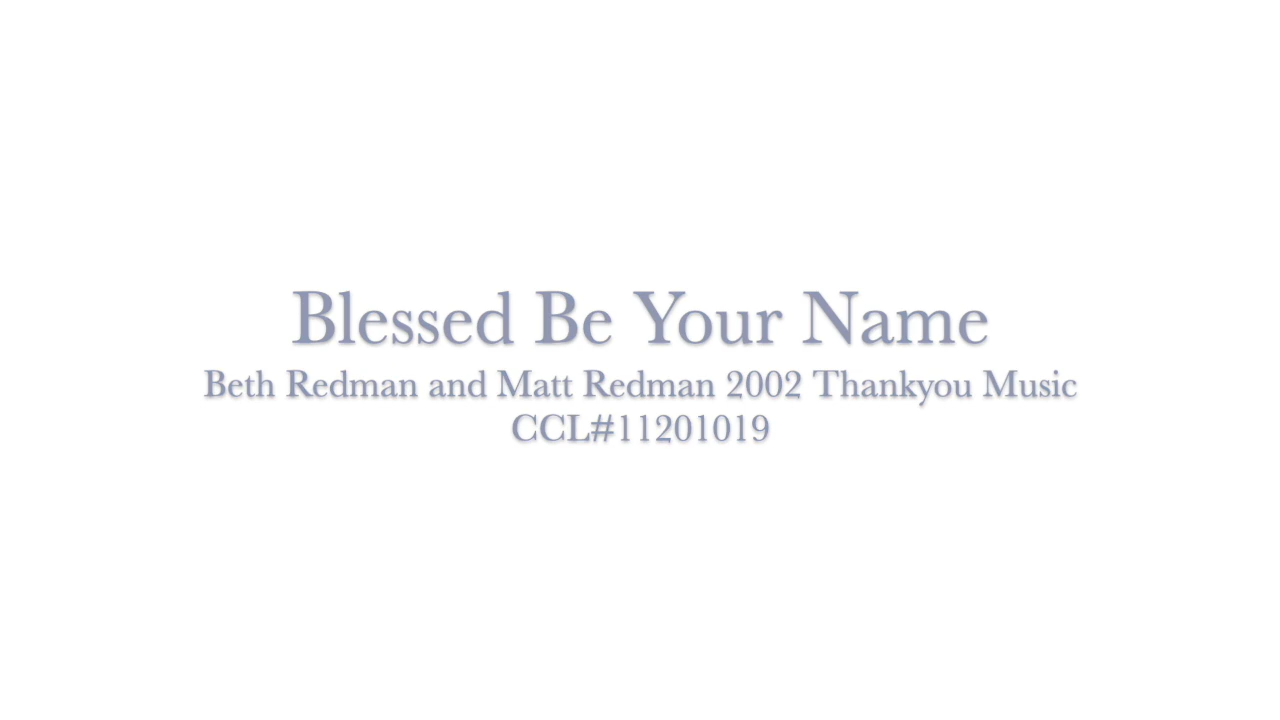 Blessed Be Your Name
Beth Redman and Matt Redman 2002 Thankyou Music
CCL#11201019